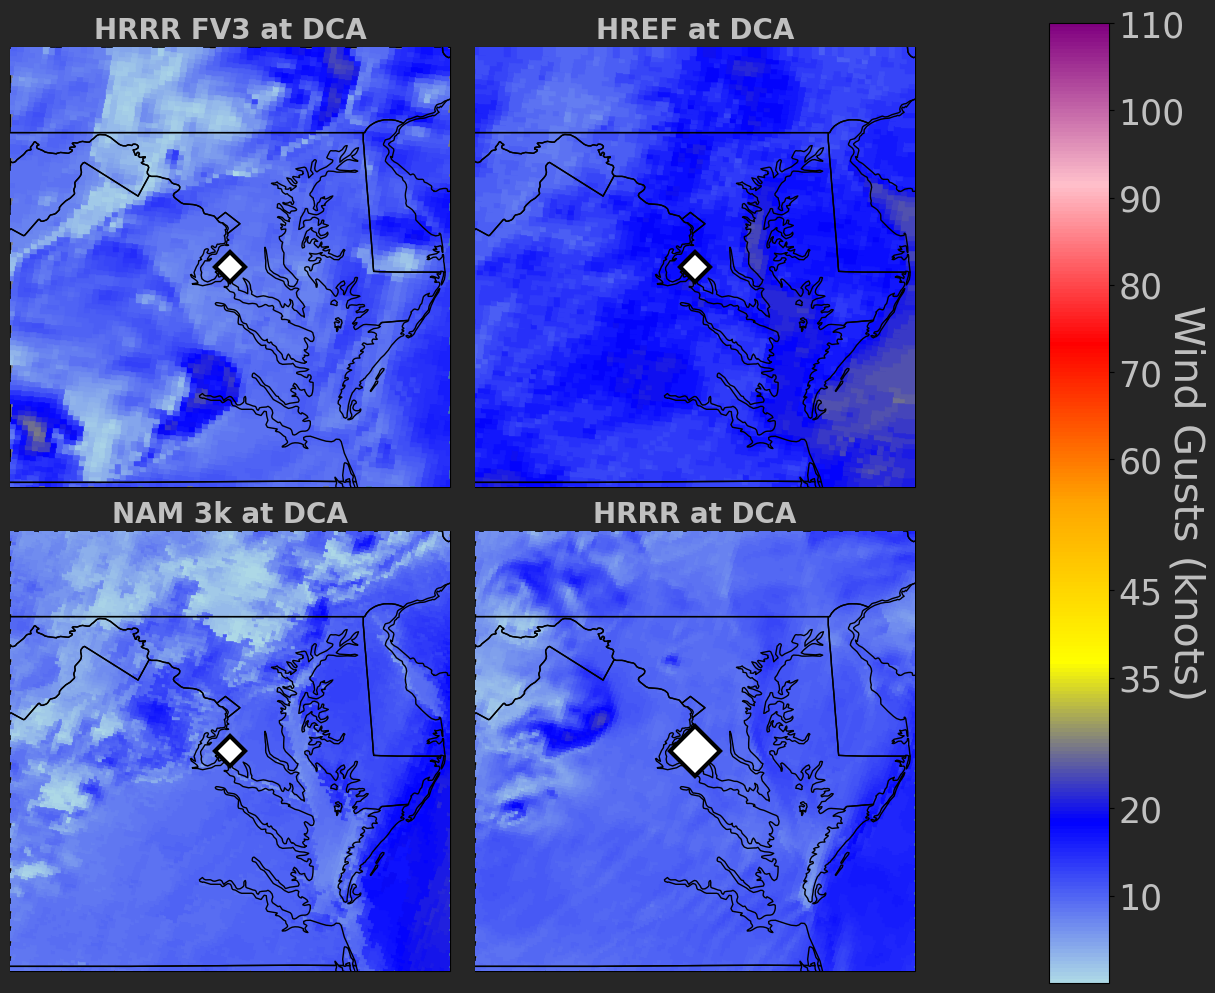 HRRR FV3 at DCA
HREF at DCA
NAM 3k at DCA
HRRR at DCA
110
100
90
80
70
60
45
35
20
10
Wind Gusts (knots)